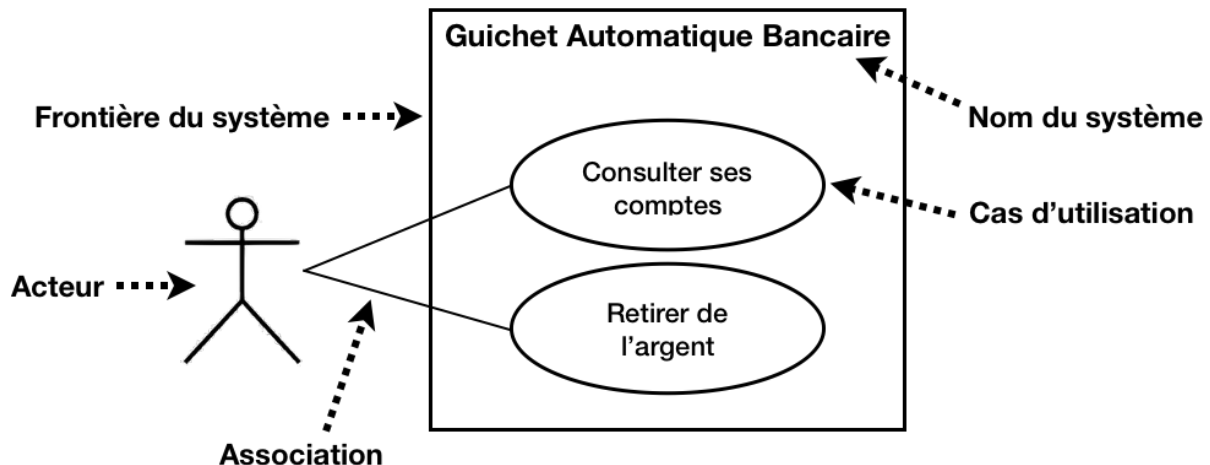 Guichet Automatique Bancaire
Frontière du système
Nom du système
Consulter ses
comptes
Cas d'utilisation
Acteur
Retirer de
l'argent
Association